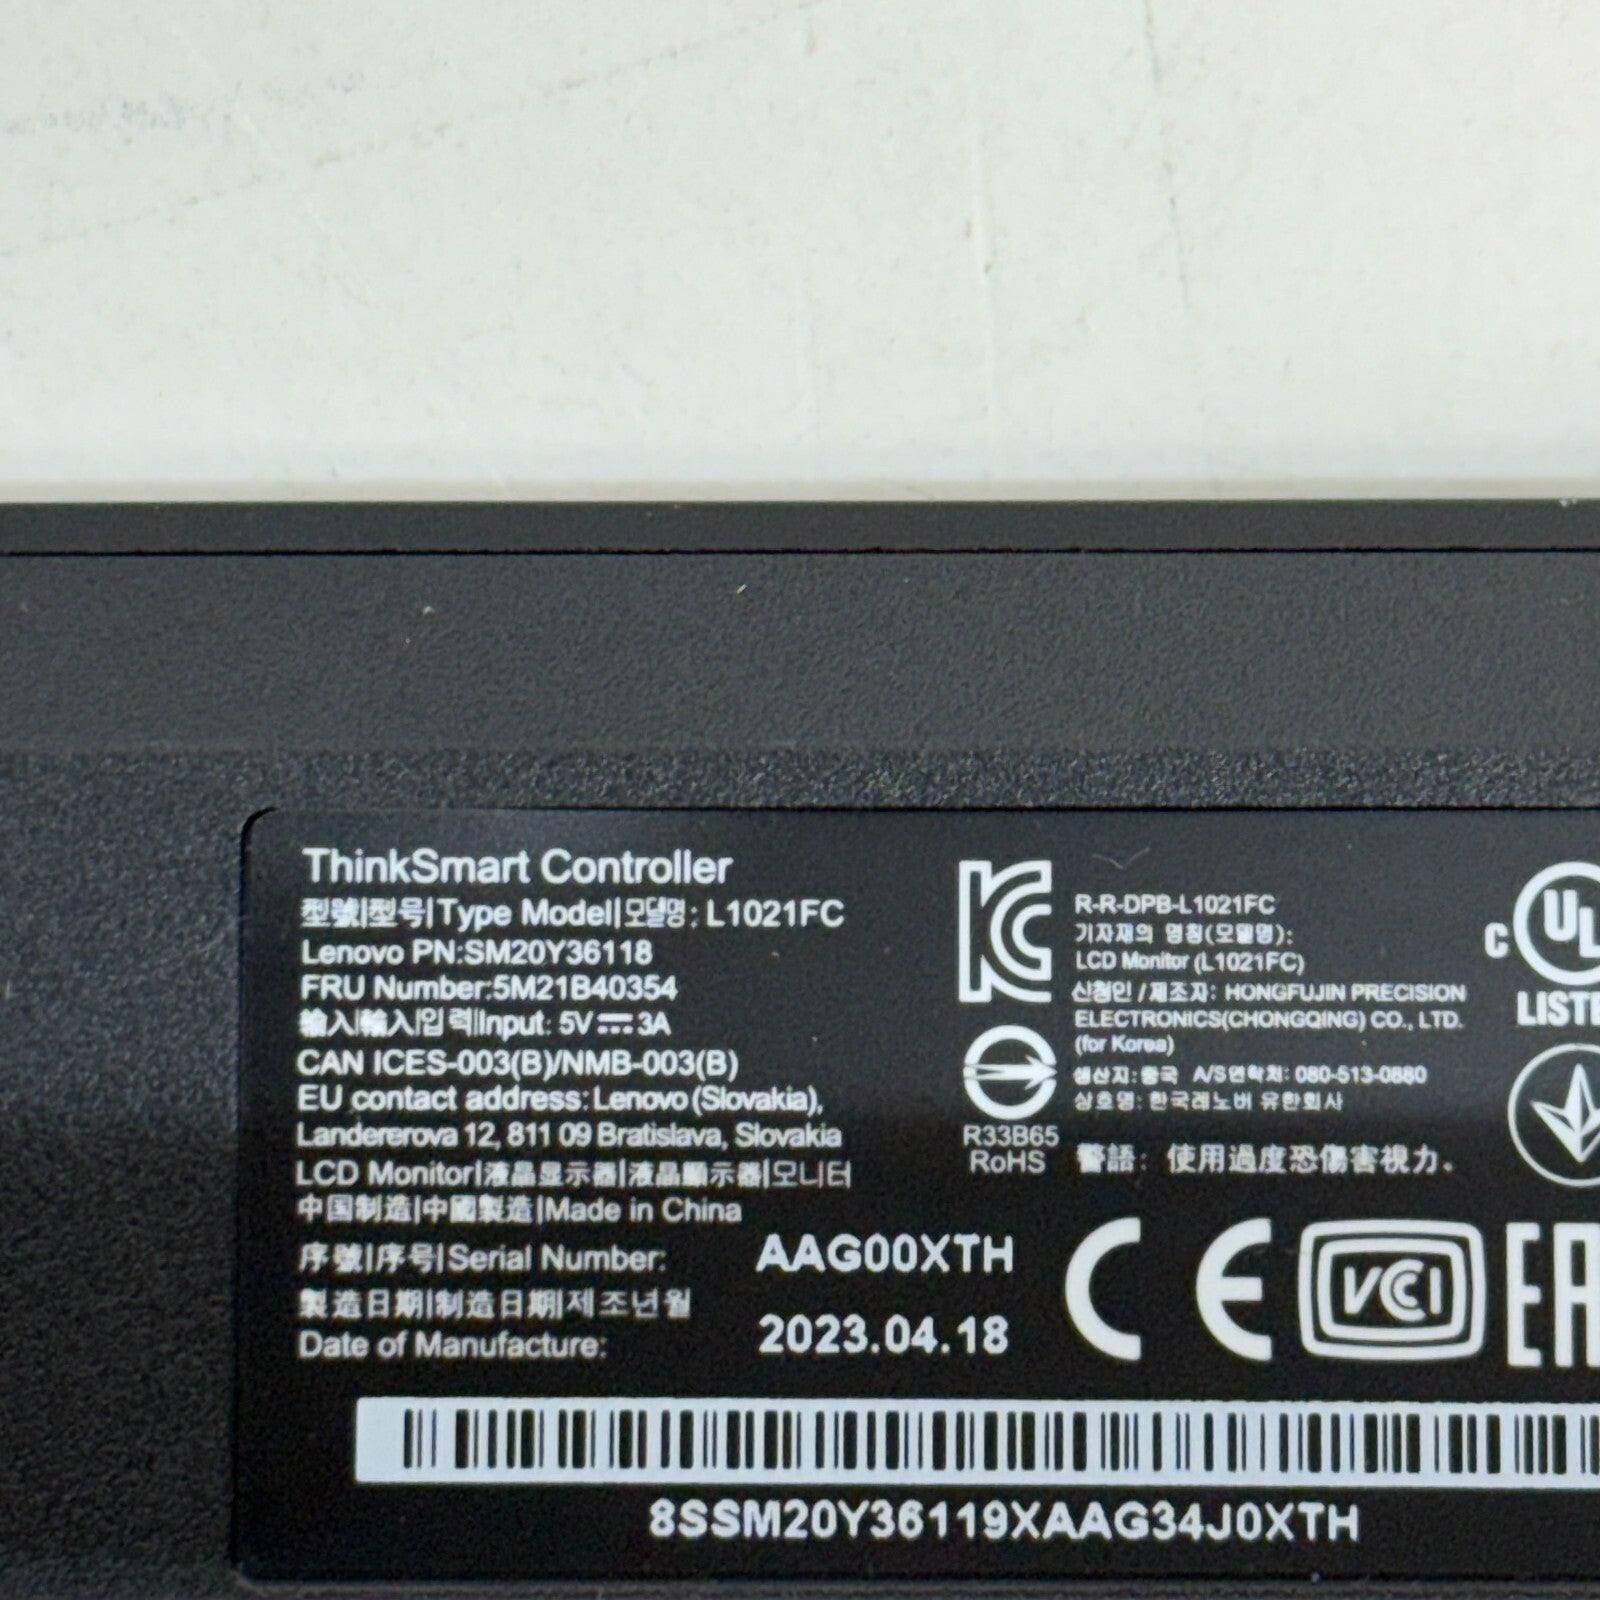 ThinkSmart Controller
型號|型号|Type Model|모델명: L1021FC
Lenovo PN:SM20Y36118
FRU Number:5M21B40354
輸入|輸入|입력|Input: 5V⎓3A
CAN ICES-003(B)/NMB-003(B)
EU contact address: Lenovo (Slovakia),
Landererova 12, 811 09 Bratislava, Slovakia
LCD Monitor|液晶显示器|液晶顯示器|모니터
中国制造|中國製造|Made in China
序號|序号|Serial Number: AAG00XTH
製造日期|制造日期|제조년월
Date of Manufacture: 2023.04.18
R-R-DPB-L1021FC
기자재의 명칭(모델명):
LCD Monitor (L1021FC)
신청인 / 제조자: HONGFUJIN PRECISION
ELECTRONICS(CHONGQING) CO., LTD.
(for Korea)
생산지: 중국 A/S연락처: 080-513-0880
상호명: 한국레노버 유한회사
R33B65
RoHS
警語: 使用過度恐傷害視力。
C UL
LISTE
CE VCCI EA
8SSM20Y36119XAAG34J0XTH